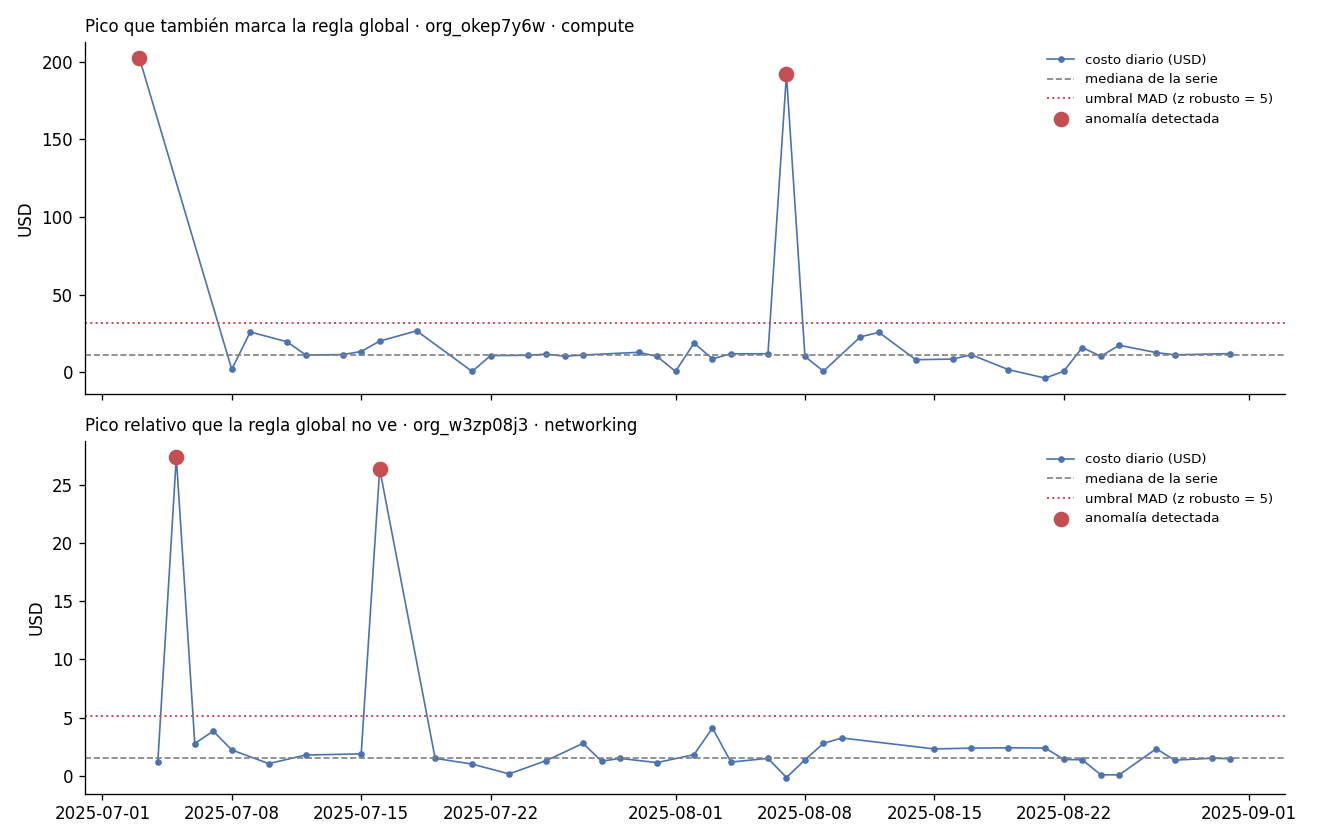 Pico que también marca la regla global · org_okep7y6w · compute
200
150
100
50
0
USD
costo diario (USD)
mediana de la serie
umbral MAD (z robusto = 5)
anomalía detectada
Pico relativo que la regla global no ve · org_w3zp08j3 · networking
25
20
15
10
5
0
USD
costo diario (USD)
mediana de la serie
umbral MAD (z robusto = 5)
anomalía detectada
2025-07-01 2025-07-08 2025-07-15 2025-07-22 2025-08-01 2025-08-08 2025-08-15 2025-08-22 2025-09-01